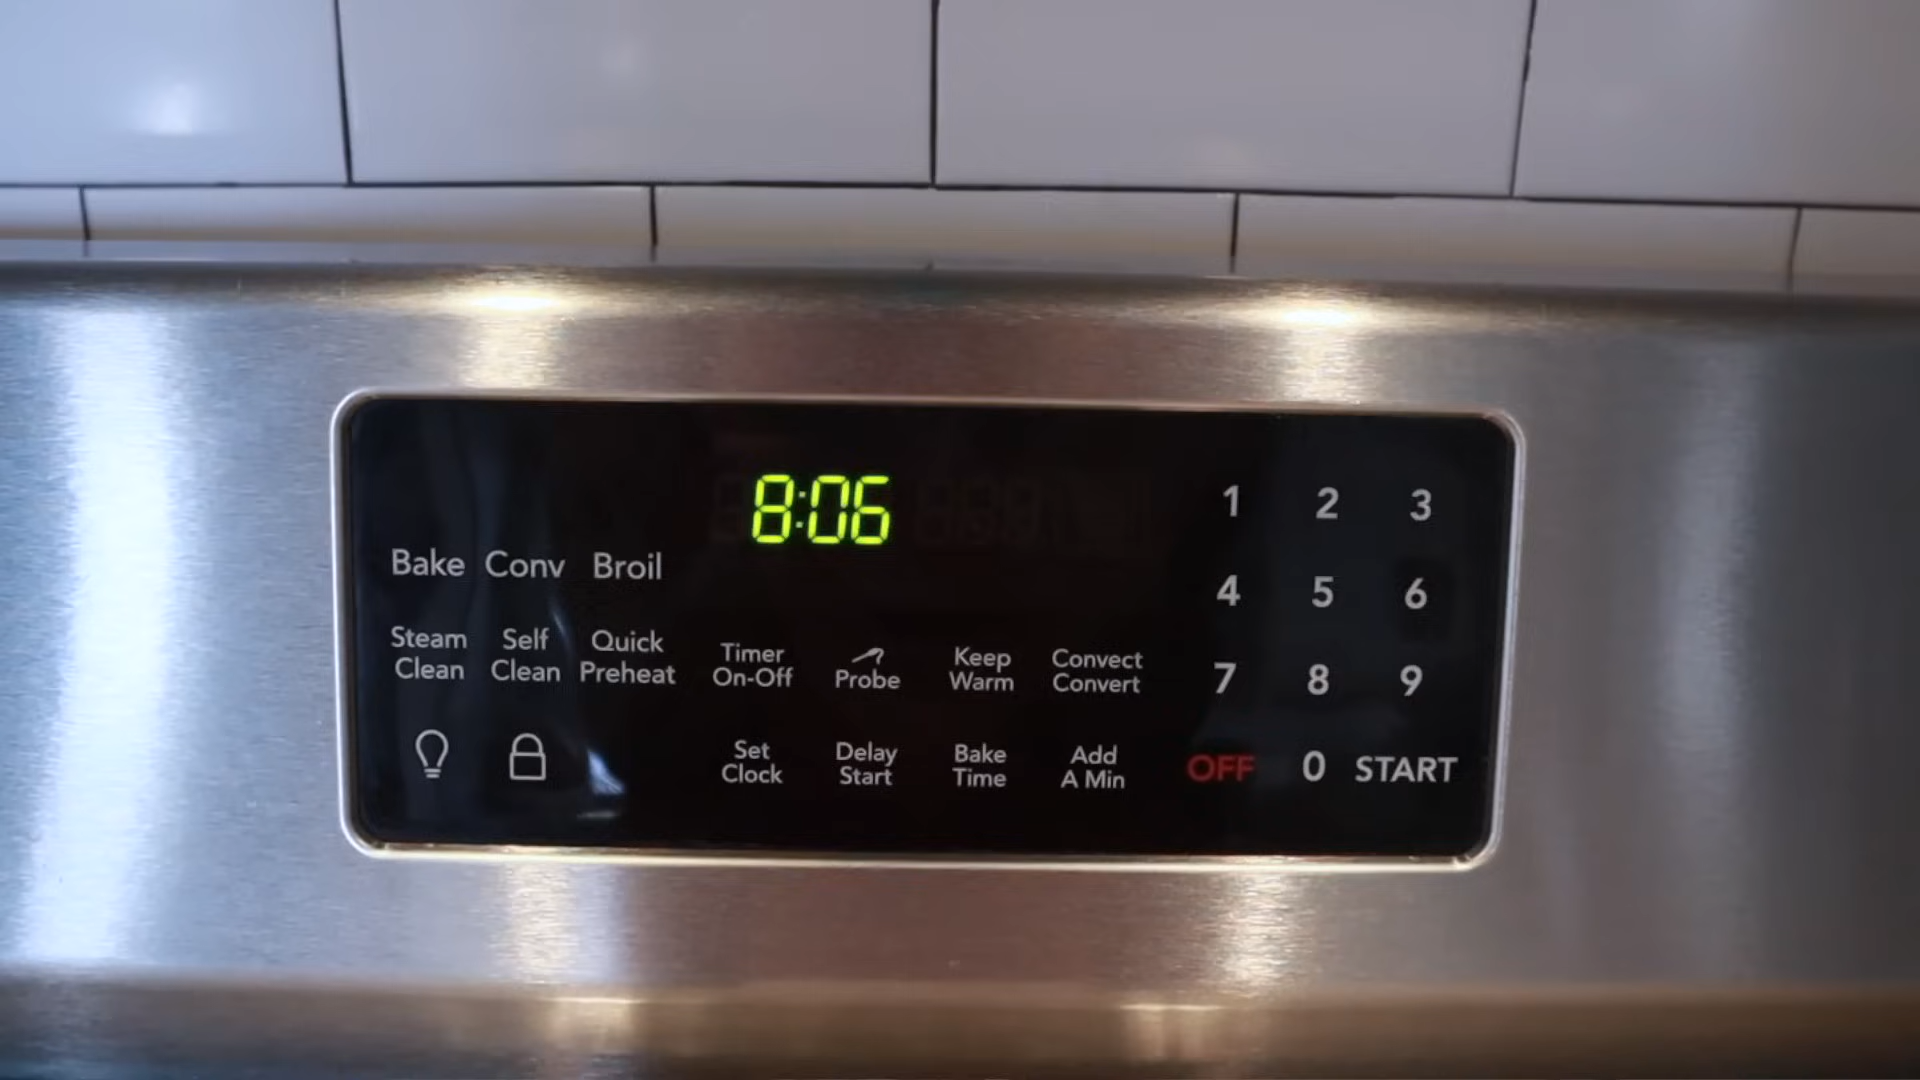 8:06
1 2 3
Bake Conv Broil
4 5 6
Steam Clean
Self Clean
Quick Preheat
Timer On-Off
Probe
Keep Warm
Convect Convert
7 8 9
Set Clock
Delay Start
Bake Time
Add A Min
OFF 0 START